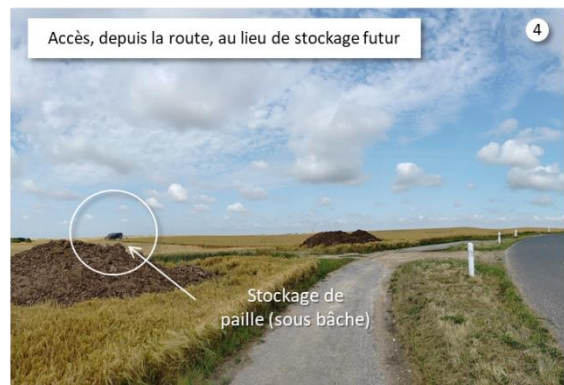 Accès, depuis la route, au lieu de stockage futur
4
Stockage de
paille (sous bâche)